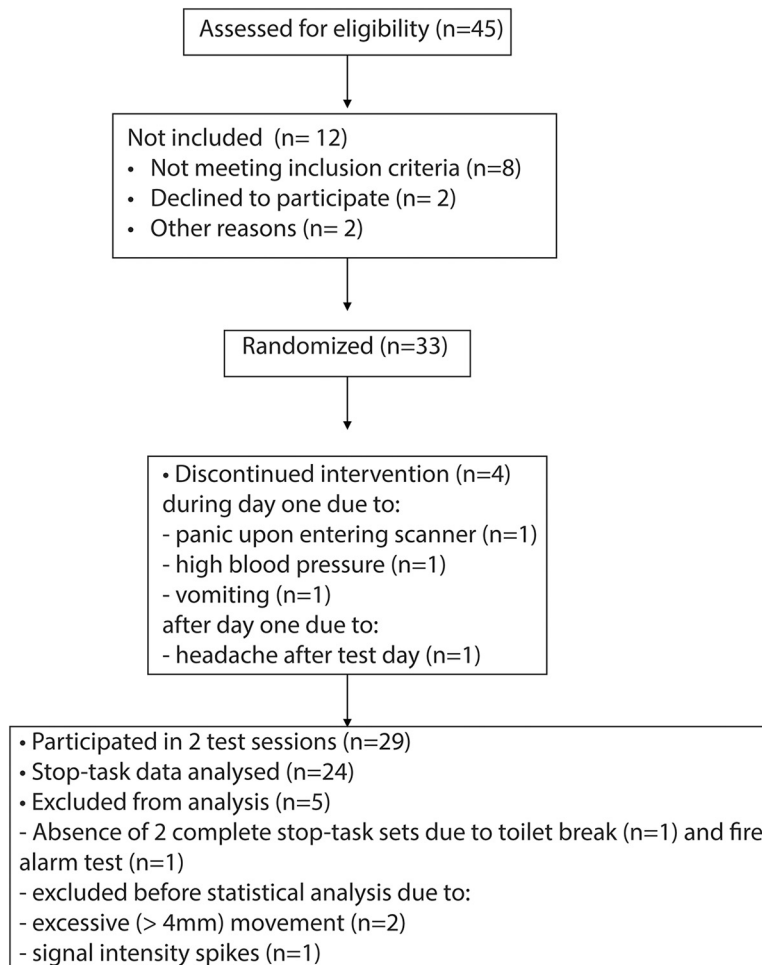 Assessed for eligibility (n=45)
Not included  (n= 12)
•  Not meeting inclusion criteria (n=8)
•  Declined to participate (n= 2)
•  Other reasons (n= 2)
Randomized (n=33)
• Discontinued intervention (n=4)
during day one due to:
- panic upon entering scanner (n=1)
- high blood pressure (n=1)
- vomiting (n=1)
after day one due to:
- headache after test day (n=1)
• Participated in 2 test sessions (n=29)
• Stop-task data analysed (n=24)
• Excluded from analysis (n=5)
- Absence of 2 complete stop-task sets due to toilet break (n=1) and fire
alarm test (n=1)
- excluded before statistical analysis due to:
- excessive (> 4mm) movement (n=2)
- signal intensity spikes (n=1)